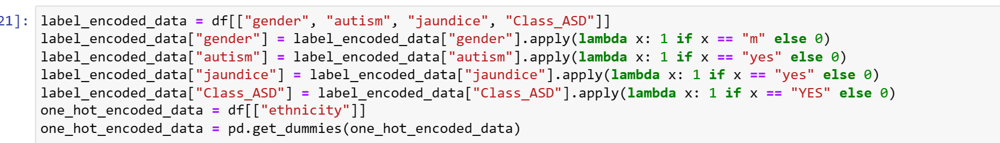 21]: label_encoded_data = df[["gender", "autism", "jaundice", "Class_ASD"]]
label_encoded_data["gender"] = label_encoded_data["gender"].apply(lambda x: 1 if x == "m" else 0)
label_encoded_data["autism"] = label_encoded_data["autism"].apply(lambda x: 1 if x == "yes" else 0)
label_encoded_data["jaundice"] = label_encoded_data["jaundice"].apply(lambda x: 1 if x == "yes" else 0)
label_encoded_data["Class_ASD"] = label_encoded_data["Class_ASD"].apply(lambda x: 1 if x == "YES" else 0)
one_hot_encoded_data = df[["ethnicity"]]
one_hot_encoded_data = pd.get_dummies(one_hot_encoded_data)